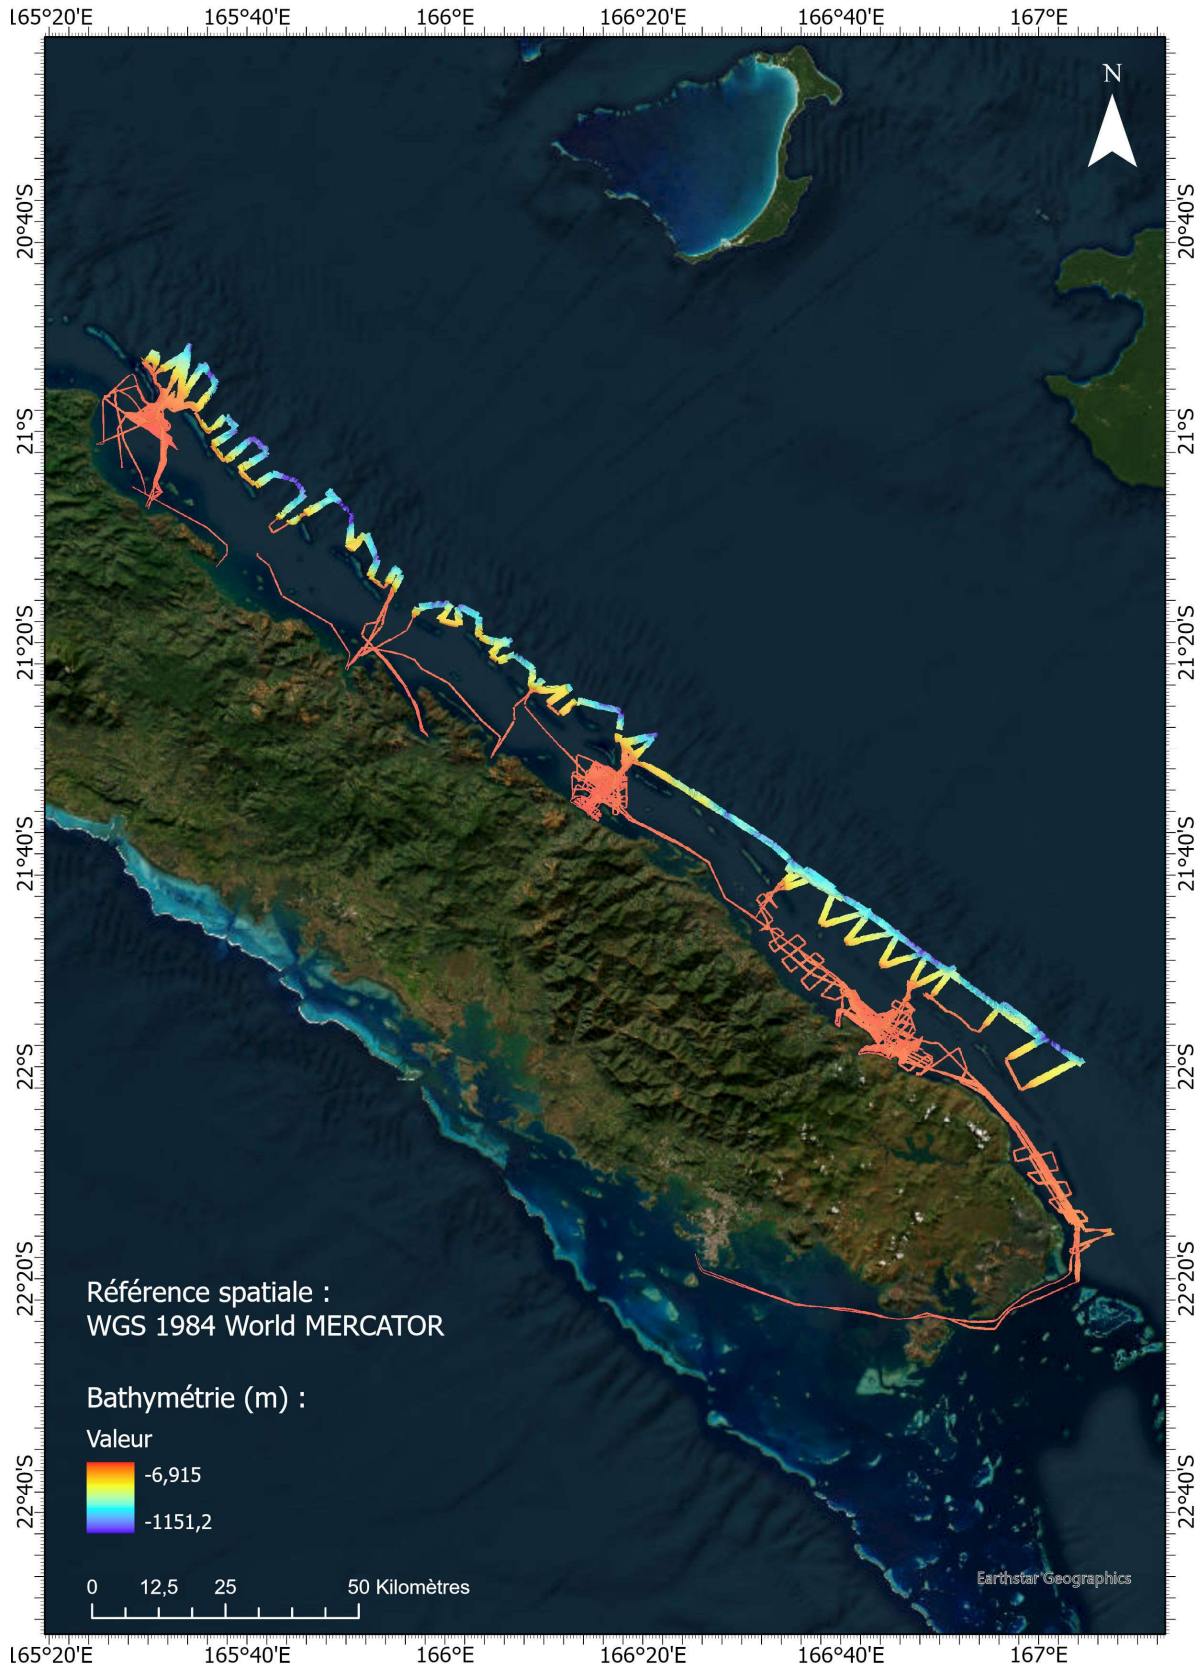 165°20'E 165°40'E 166°E 166°20'E 166°40'E 167°E
N
20°40'S 20°40'S
21°S 21°S
21°20'S 21°20'S
21°40'S 21°40'S
22°S 22°S
22°20'S 22°20'S
Référence spatiale :
WGS 1984 World MERCATOR
Bathymétrie (m) :
Valeur
-6,915
-1151,2
22°40'S 22°40'S
0 12,5 25 50 Kilomètres
Earthstar Geographics
165°20'E 165°40'E 166°E 166°20'E 166°40'E 167°E